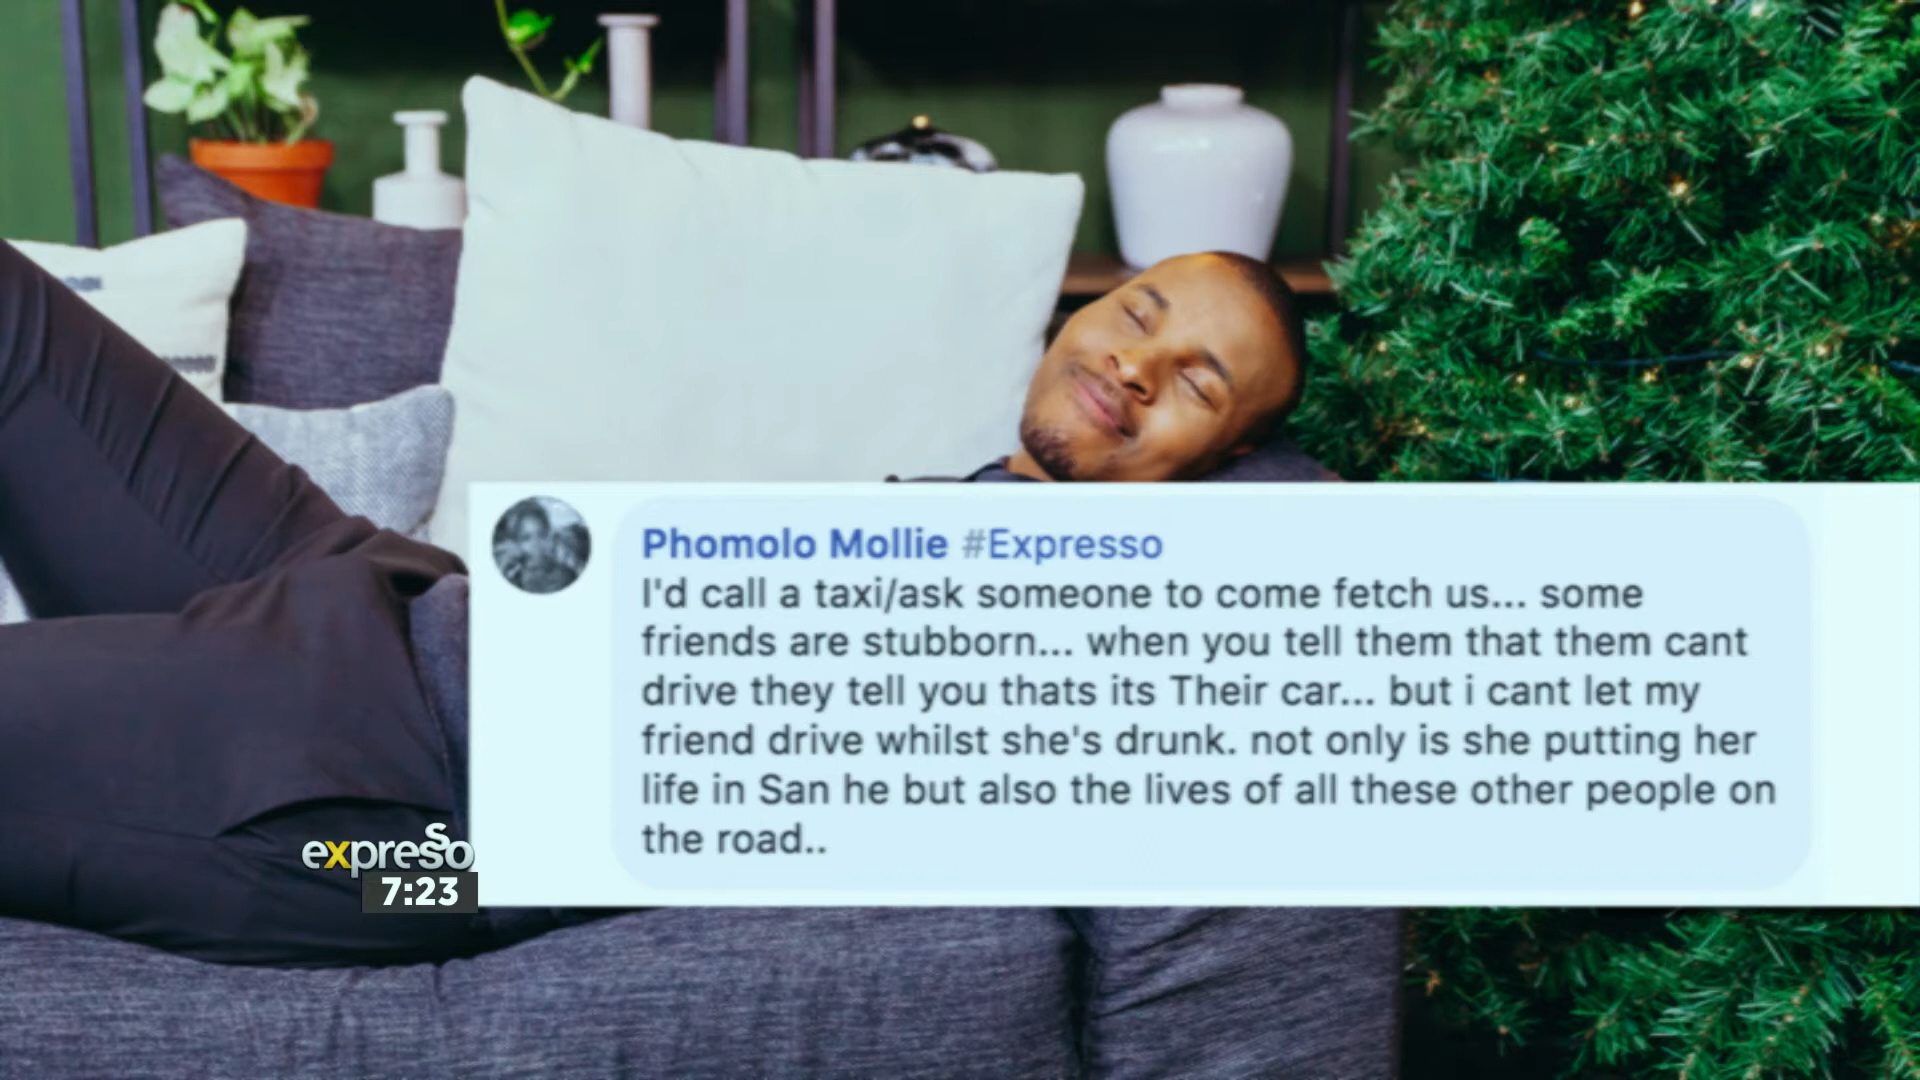 Phomolo Mollie #Expresso
I'd call a taxi/ask someone to come fetch us... some
friends are stubborn... when you tell them that them cant
drive they tell you thats its Their car... but i cant let my
friend drive whilst she's drunk. not only is she putting her
life in San he but also the lives of all these other people on
the road..
expresso
7:23